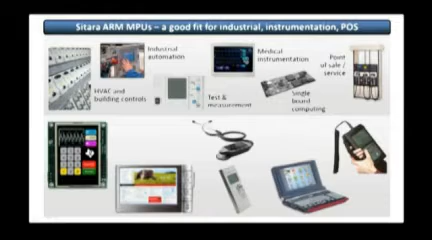 Sitara ARM MPUs – a good fit for industrial, instrumentation, POS
Industrial
automation
Medical
instrumentation
Point
of sale /
service
HVAC and
building controls
Test &
measurement
Single
board
computing